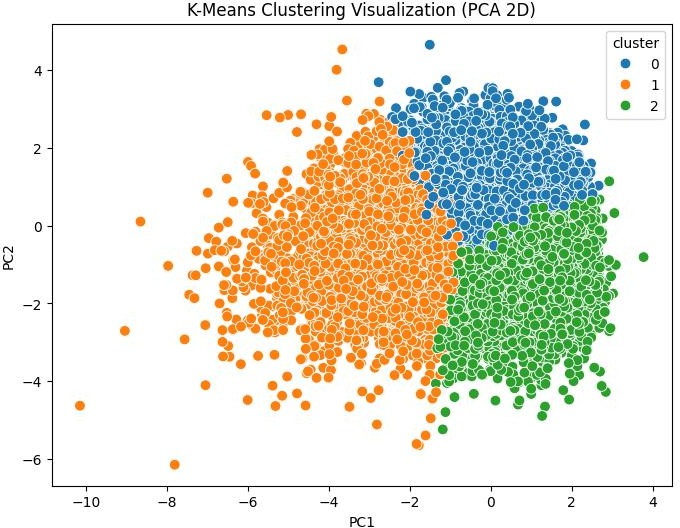 K-Means Clustering Visualization (PCA 2D)
cluster
0
1
2
4
2
0
−2
−4
−6
PC2
−10 −8 −6 −4 −2 0 2 4
PC1